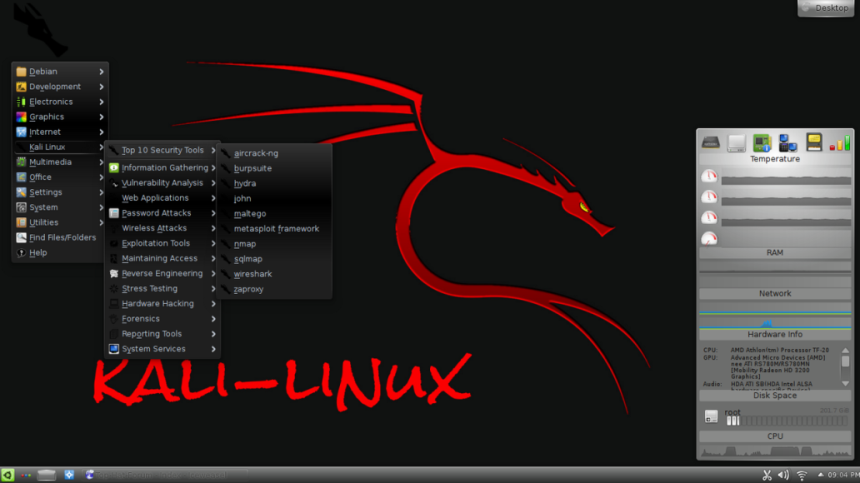 Desktop
Debian
Development
Electronics
Graphics
Internet
Kali Linux
Multimedia
Office
Settings
System
Utilities
Find Files/Folders
Help
Top 10 Security Tools
Information Gathering
Vulnerability Analysis
Web Applications
Password Attacks
Wireless Attacks
Exploitation Tools
Maintaining Access
Reverse Engineering
Stress Testing
Hardware Hacking
Forensics
Reporting Tools
System Services
aircrack-ng
burpsuite
hydra
john
maltego
metasploit framework
nmap
sqlmap
wireshark
zaproxy
KALI-LINUX
Temperature
RAM
Network
Hardware Info
CPU: AMD Athlon(tm) Processor TF-20
GPU: Advanced Micro Devices [AMD]
nee ATI RS780M/RS780MN
[Mobility Radeon HD 3200
Graphics]
Audio: HDA ATI SB(HDA Intel ALSA
Disk Space
root
CPU
09:04 PM